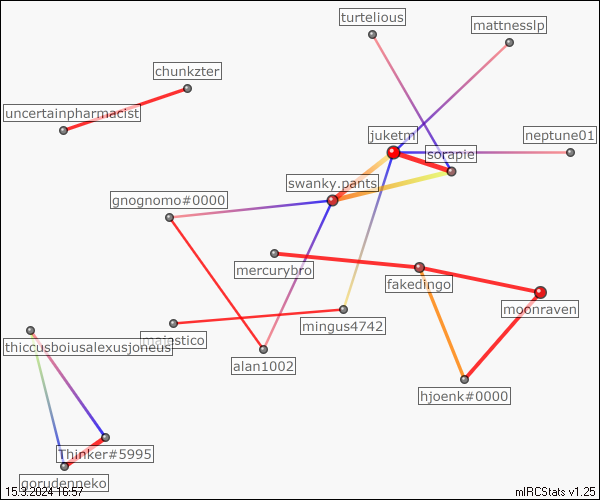 turtelious
mattnesslp
chunkzter
uncertainpharmacist
juketm
neptune01
sorapie
swanky.pants
gnognomo#0000
mercurybro
fakedingo
moonraven
mingus4742
majestico
thiccusboiusalexusjoneus
alan1002
hjoenk#0000
Thinker#5995
gorudenneko
15.3.2024 16:57
mIRCStats v1.25